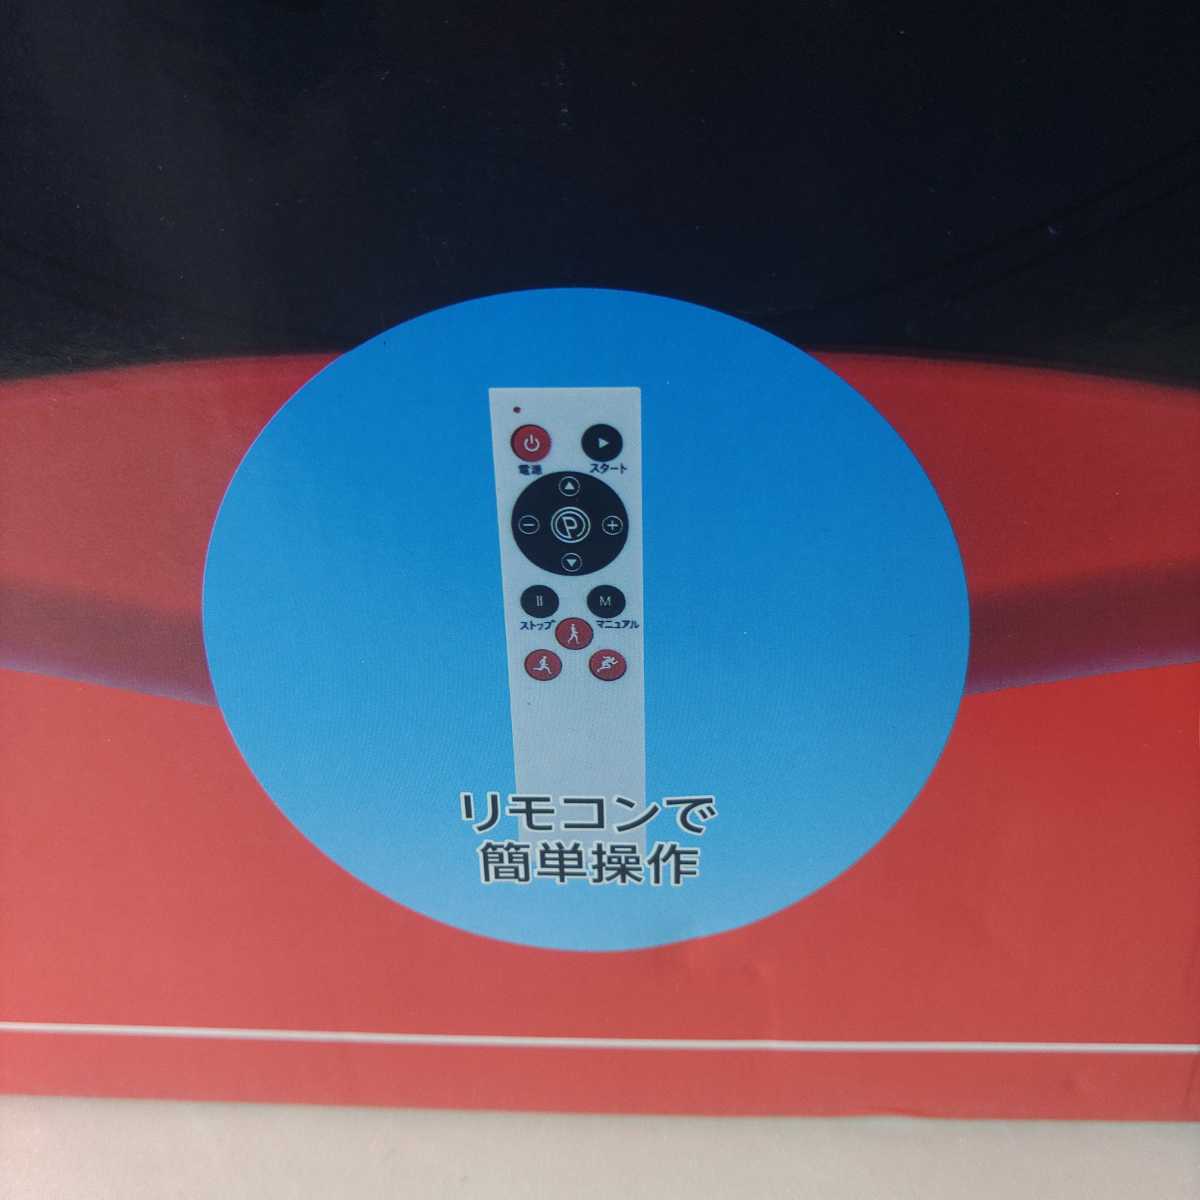 電源
スタート
P
ストップ
M
マニュアル
リモコンで
簡単操作